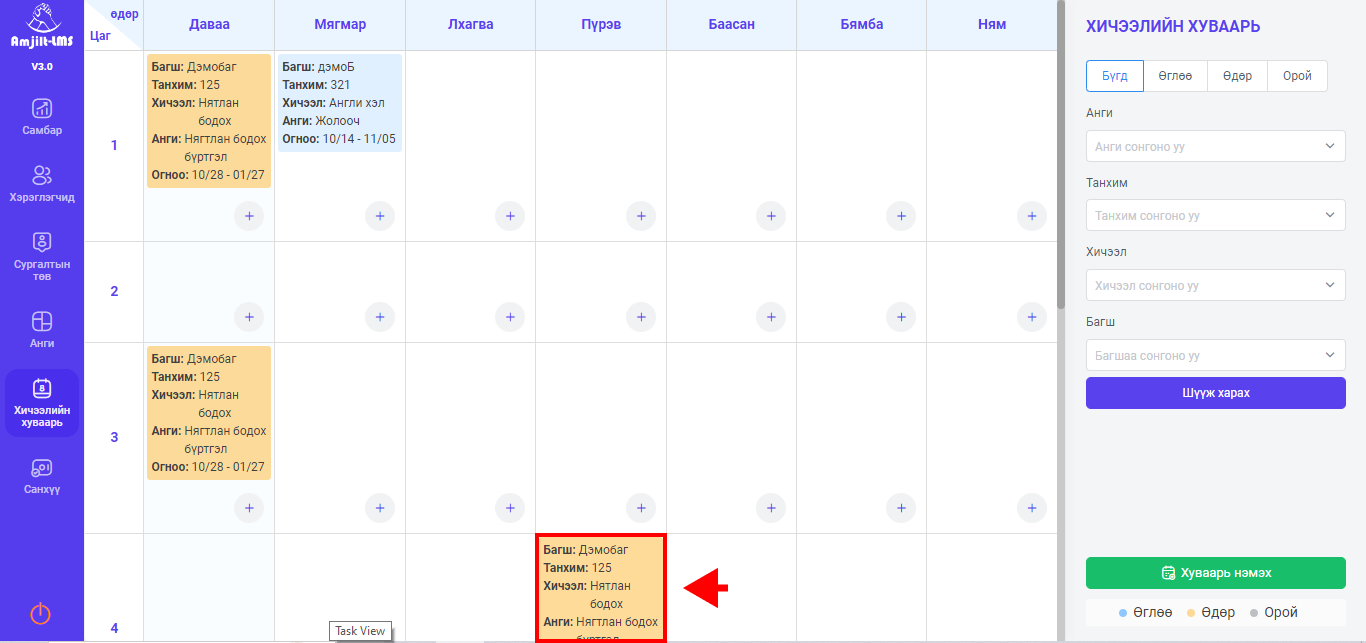 Amjilt-LMS
V3.0
Самбар
Хэрэглэгчид
Сургалтын
төв
Анги
8
Хичээлийн
хуваарь
Санхүү
өдөр
Цаг
Даваа
Мягмар
Лхагва
Пүрэв
Баасан
Бямба
Ням
1
Багш: Дэмобаг
Танхим: 125
Хичээл: Нятлан
бодох
Анги: Нягтлан бодох
бүртгэл
Огноо: 10/28 - 01/27
+
Багш: дэмоБ
Танхим: 321
Хичээл: Англи хэл
Анги: Жолооч
Огноо: 10/14 - 11/05
+
+
+
+
+
+
2
+
+
+
+
+
+
+
3
Багш: Дэмобаг
Танхим: 125
Хичээл: Нятлан
бодох
Анги: Нягтлан бодох
бүртгэл
Огноо: 10/28 - 01/27
+
+
+
+
+
+
+
4
Багш: Дэмобаг
Танхим: 125
Хичээл: Нятлан
бодох
Анги: Нягтлан бодох
бүртгэл
Task View
ХИЧЭЭЛИЙН ХУВААРЬ
Бүгд Өглөө Өдөр Орой
Анги
Анги сонгоно уу
Танхим
Танхим сонгоно уу
Хичээл
Хичээл сонгоно уу
Багш
Багшаа сонгоно уу
Шүүж харах
Хуваарь нэмэх
Өглөө Өдөр Орой